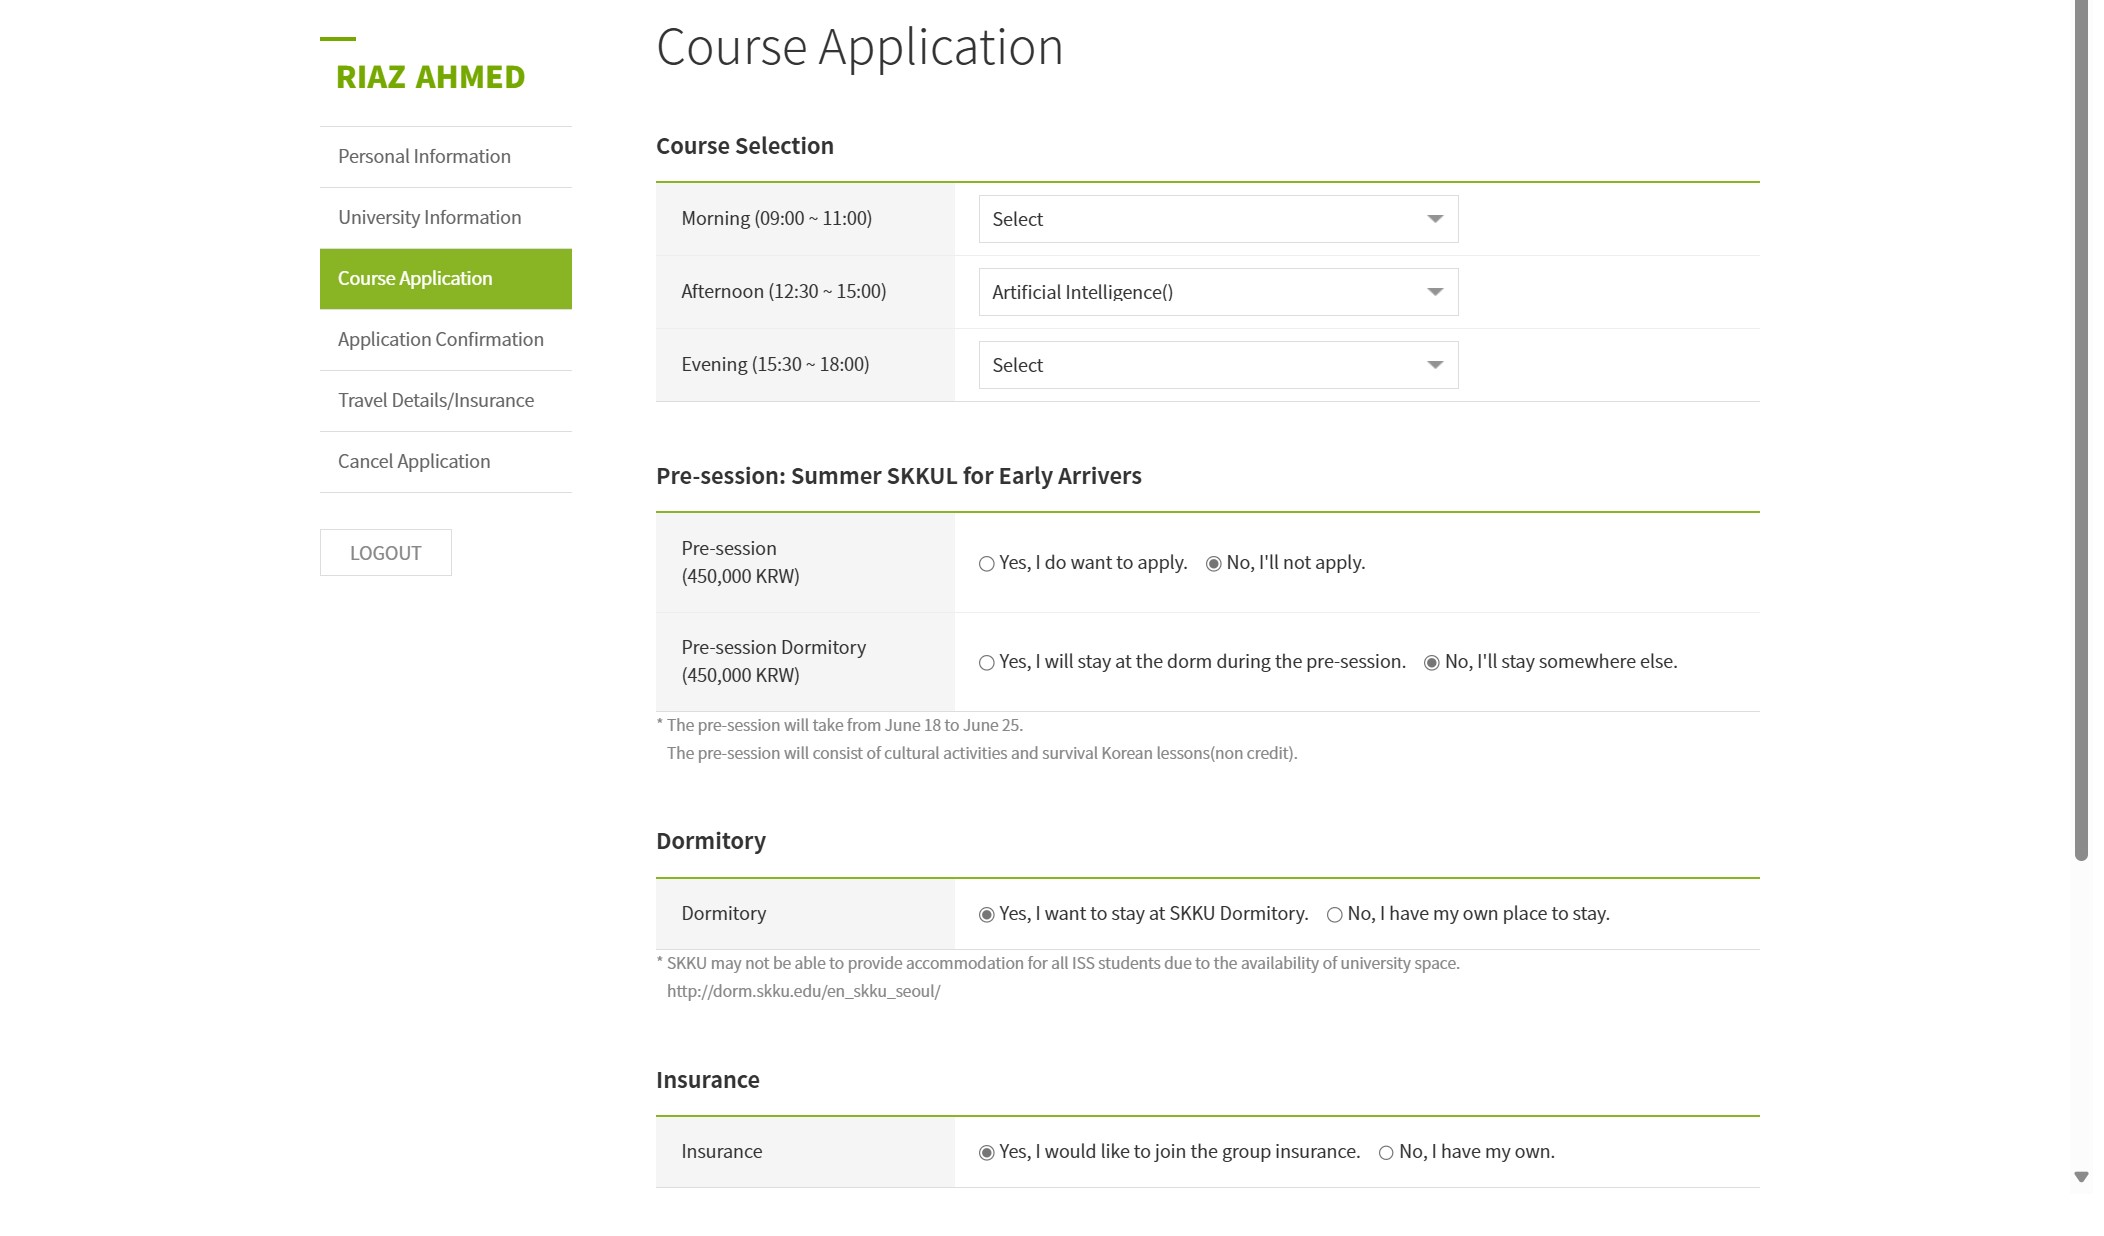 RIAZ AHMED
Personal Information
University Information
Course Application
Application Confirmation
Travel Details/Insurance
Cancel Application
LOGOUT
Course Application
Course Selection
Morning (09:00 ~ 11:00) Select
Afternoon (12:30 ~ 15:00) Artificial Intelligence()
Evening (15:30 ~ 18:00) Select
Pre-session: Summer SKKUL for Early Arrivers
Pre-session
(450,000 KRW)
Yes, I do want to apply. No, I'll not apply.
Pre-session Dormitory
(450,000 KRW)
Yes, I will stay at the dorm during the pre-session. No, I'll stay somewhere else.
* The pre-session will take from June 18 to June 25.
The pre-session will consist of cultural activities and survival Korean lessons(non credit).
Dormitory
Dormitory Yes, I want to stay at SKKU Dormitory. No, I have my own place to stay.
* SKKU may not be able to provide accommodation for all ISS students due to the availability of university space.
http://dorm.skku.edu/en_skku_seoul/
Insurance
Insurance Yes, I would like to join the group insurance. No, I have my own.